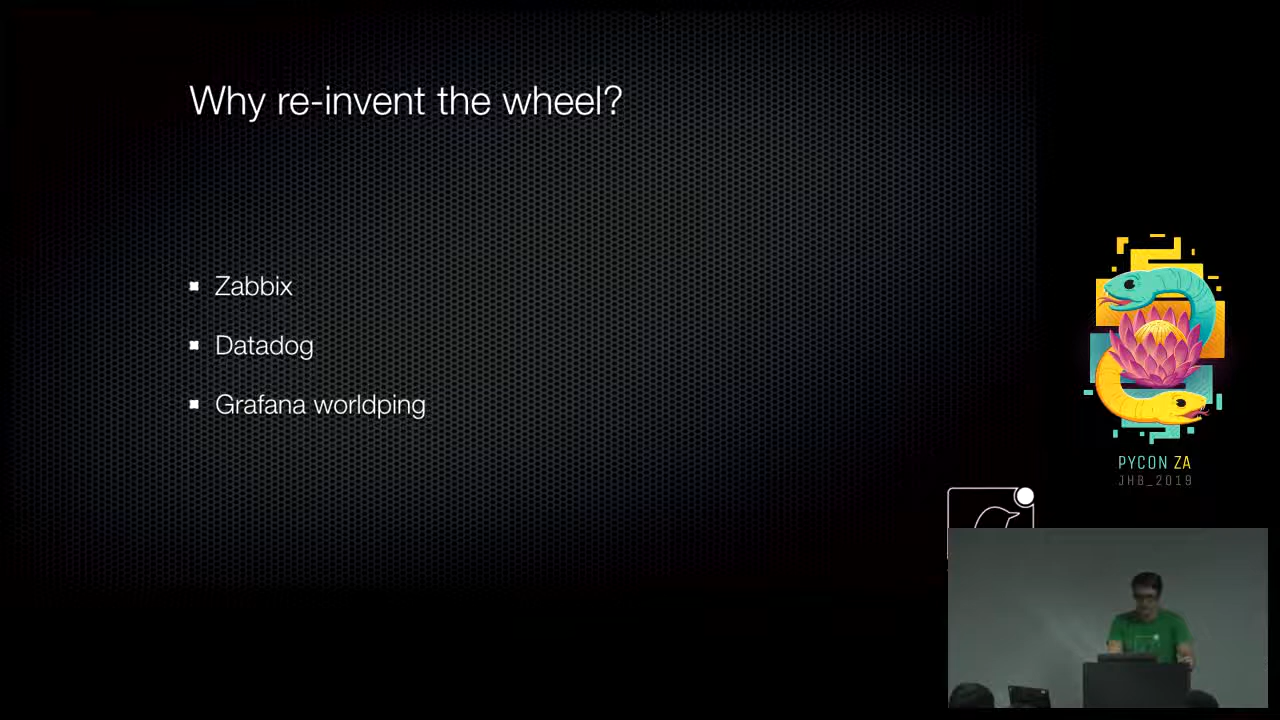 Why re-invent the wheel?
Zabbix
Datadog
Grafana worldping
PYCON ZA
JHB_2019